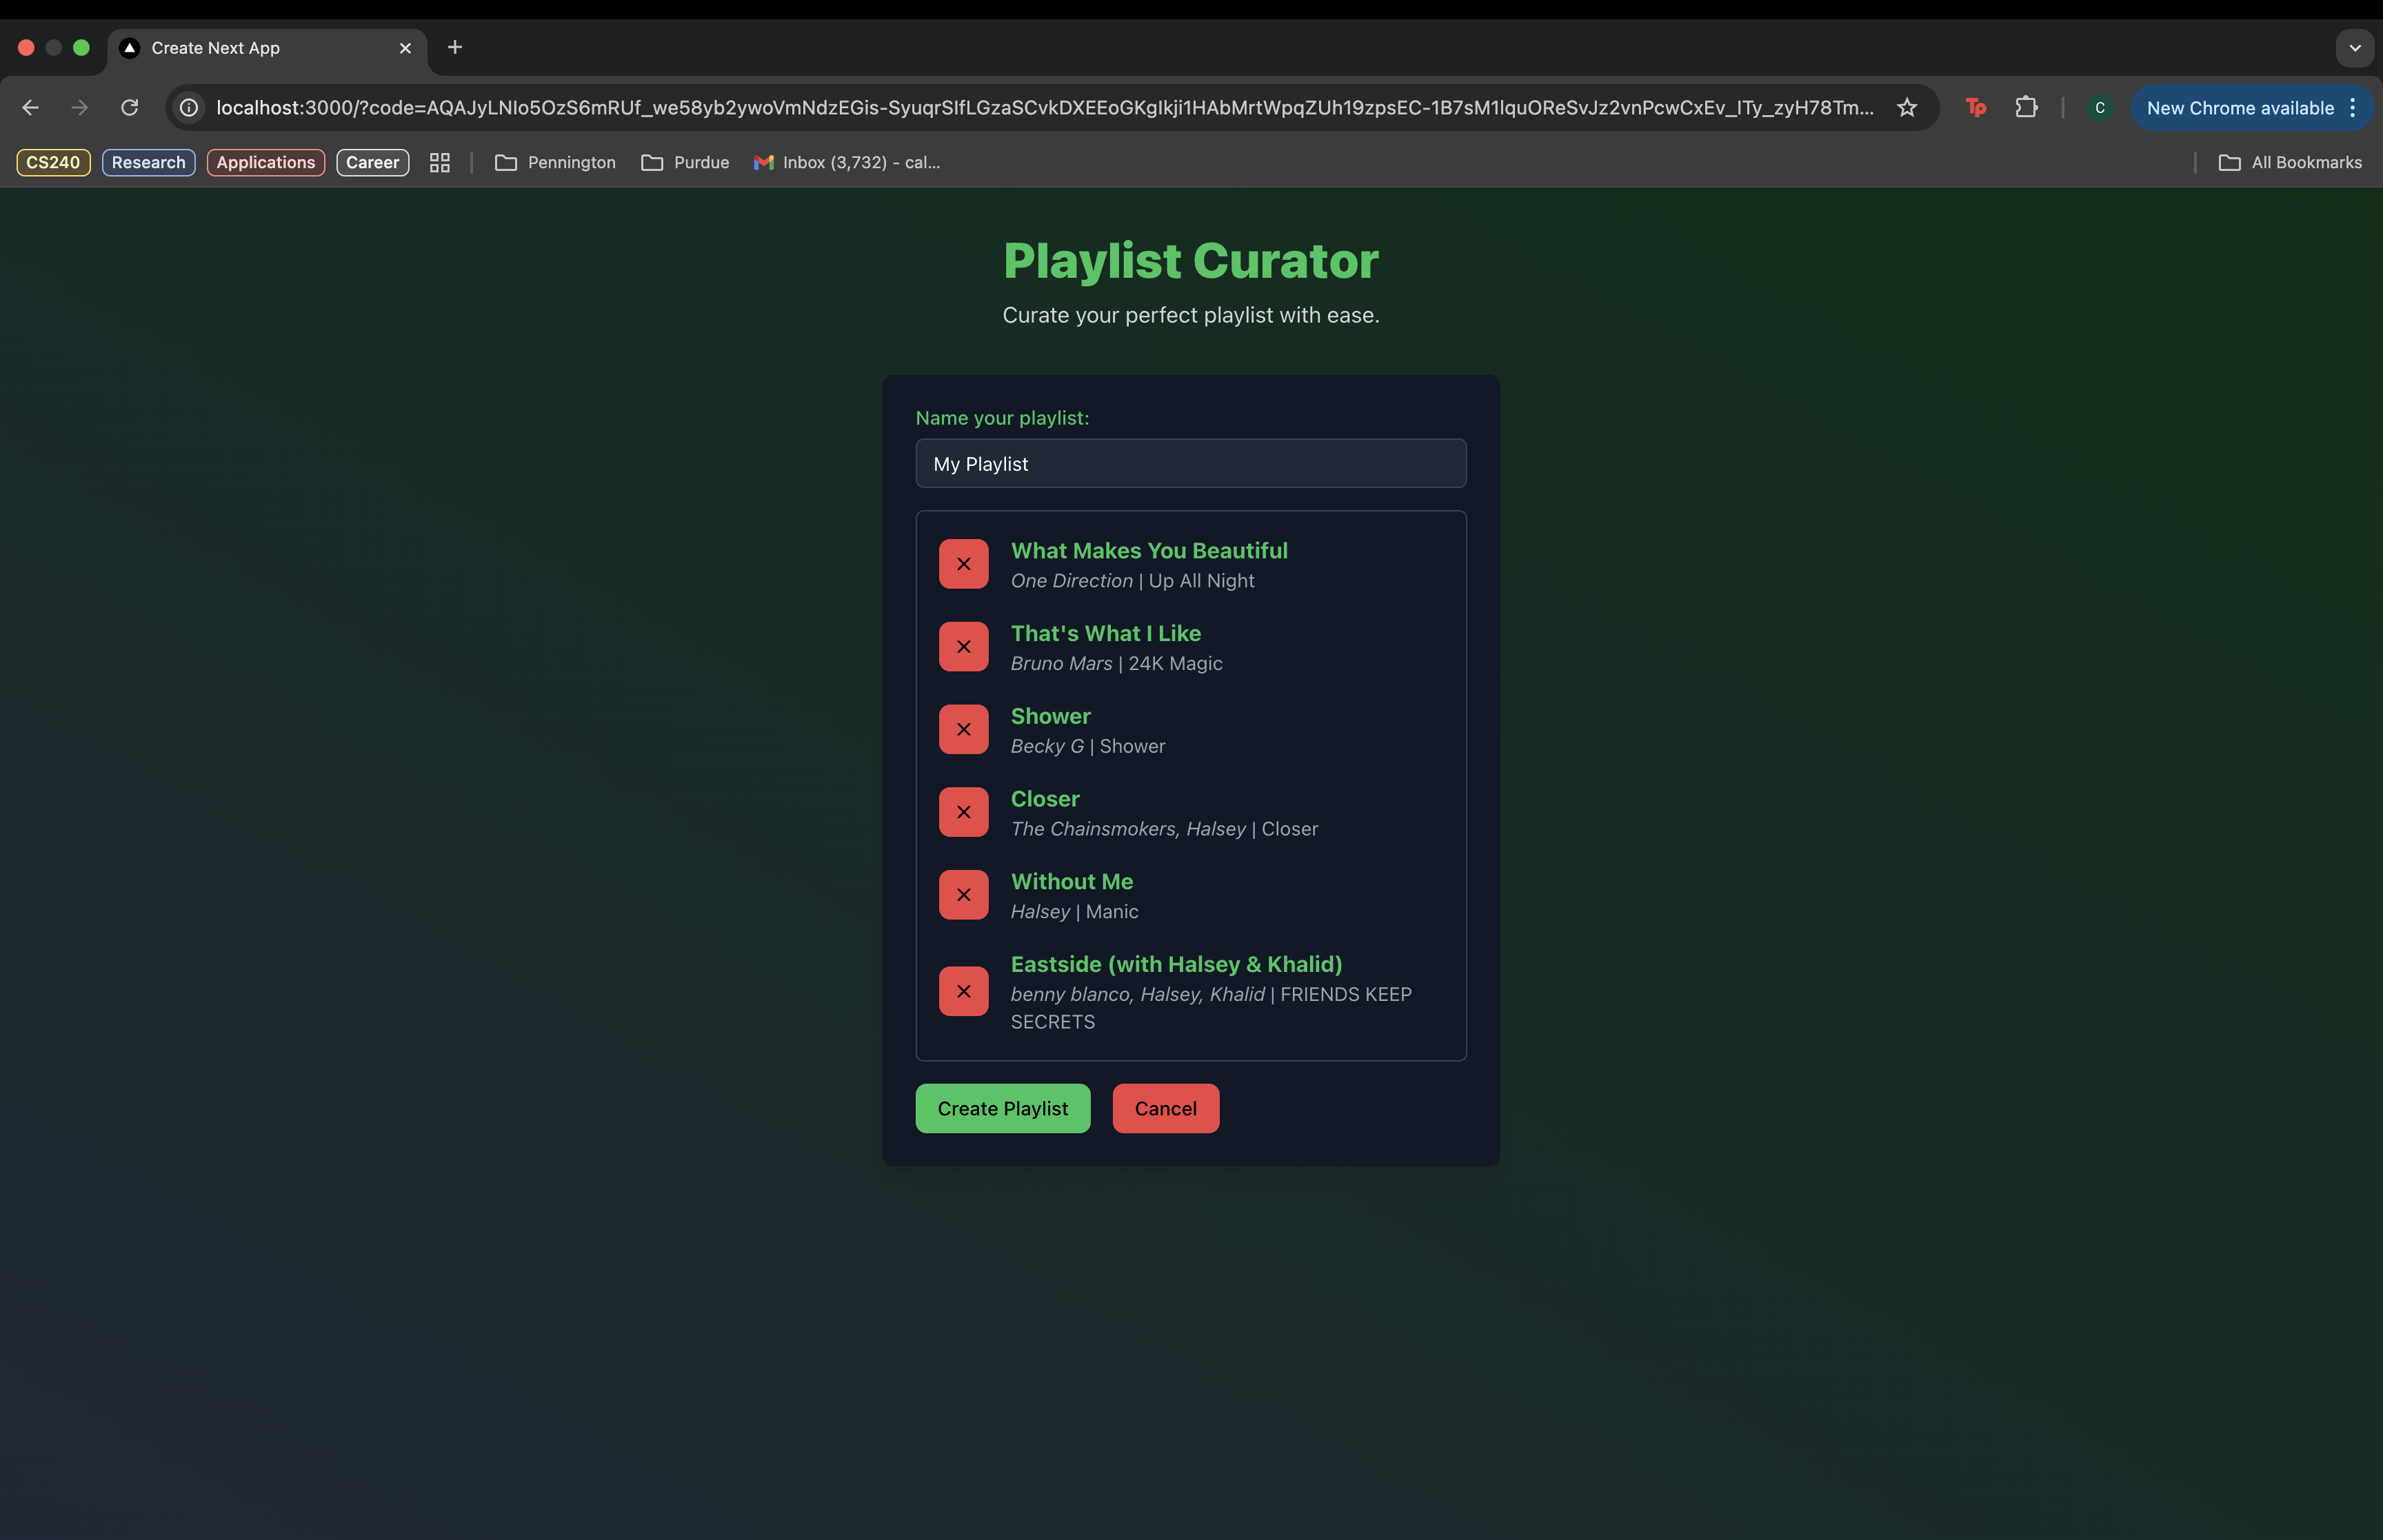 Create Next App
localhost:3000/?code=AQAJyLNIo5OzS6mRUf_we58yb2ywoVmNdzEGis-SyuqrSIfLGzaSCvkDXEEoGKgIkji1HAbMrtWpqZUh19zpsEC-1B7sM1lquOReSvJz2vnPcwCxEv_ITy_zyH78Tm...
Tp
C
New Chrome available
CS240
Research
Applications
Career
Pennington
Purdue
Inbox (3,732) - cal...
All Bookmarks
Playlist Curator
Curate your perfect playlist with ease.
Name your playlist:
My Playlist
What Makes You Beautiful
One Direction | Up All Night
That's What I Like
Bruno Mars | 24K Magic
Shower
Becky G | Shower
Closer
The Chainsmokers, Halsey | Closer
Without Me
Halsey | Manic
Eastside (with Halsey & Khalid)
benny blanco, Halsey, Khalid | FRIENDS KEEP
SECRETS
Create Playlist
Cancel